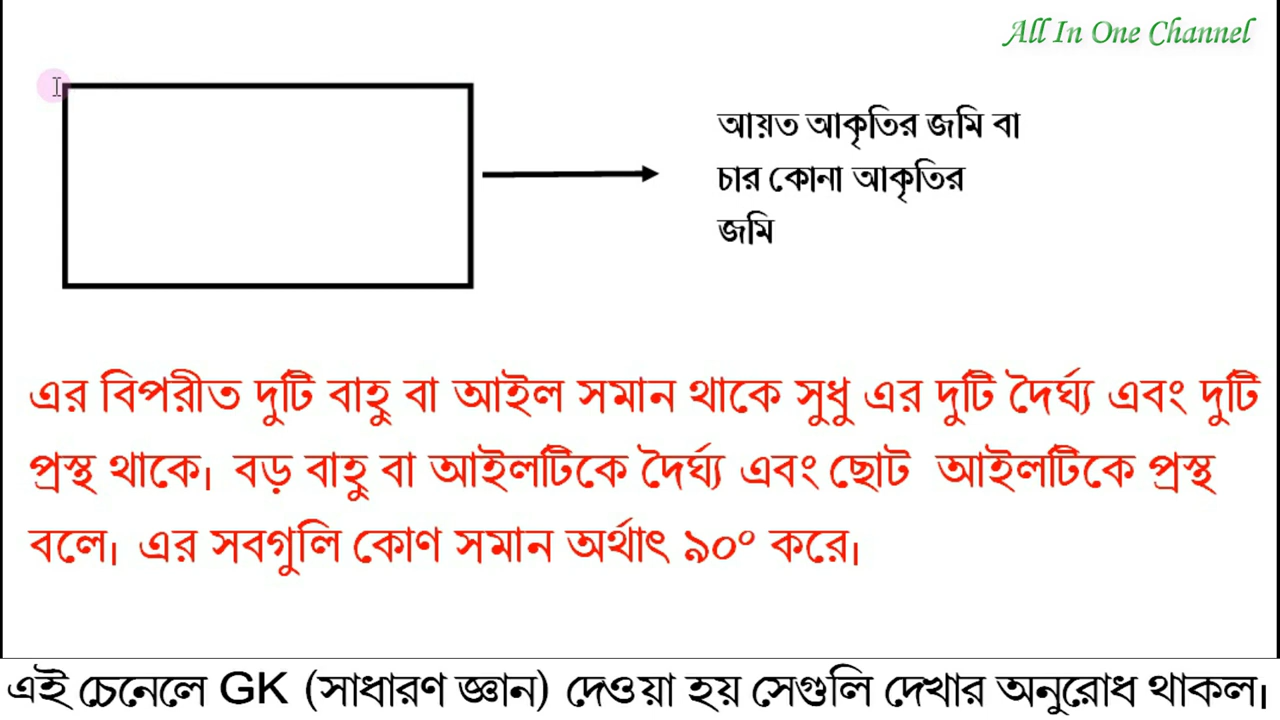 All In One Channel
আয়ত আকৃতির জমি বা
চার কোনা আকৃতির
জমি
এর বিপরীত দুটি বাহু বা আইল সমান থাকে সুধু এর দুটি দৈর্ঘ্য এবং দুটি
প্রস্থ থাকে। বড় বাহু বা আইলটিকে দৈর্ঘ্য এবং ছোট আইলটিকে প্রস্থ
বলে। এর সবগুলি কোণ সমান অর্থাৎ ৯০° করে।
এই চেনেলে GK (সাধারণ জ্ঞান) দেওয়া হয় সেগুলি দেখার অনুরোধ থাকল।